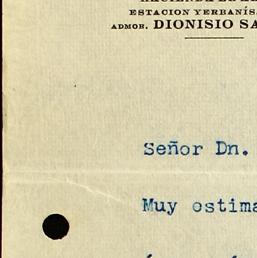 ESTACION YERBANÍS
ADMOR. DIONISIO SA
Señor Dn.
Muy estima